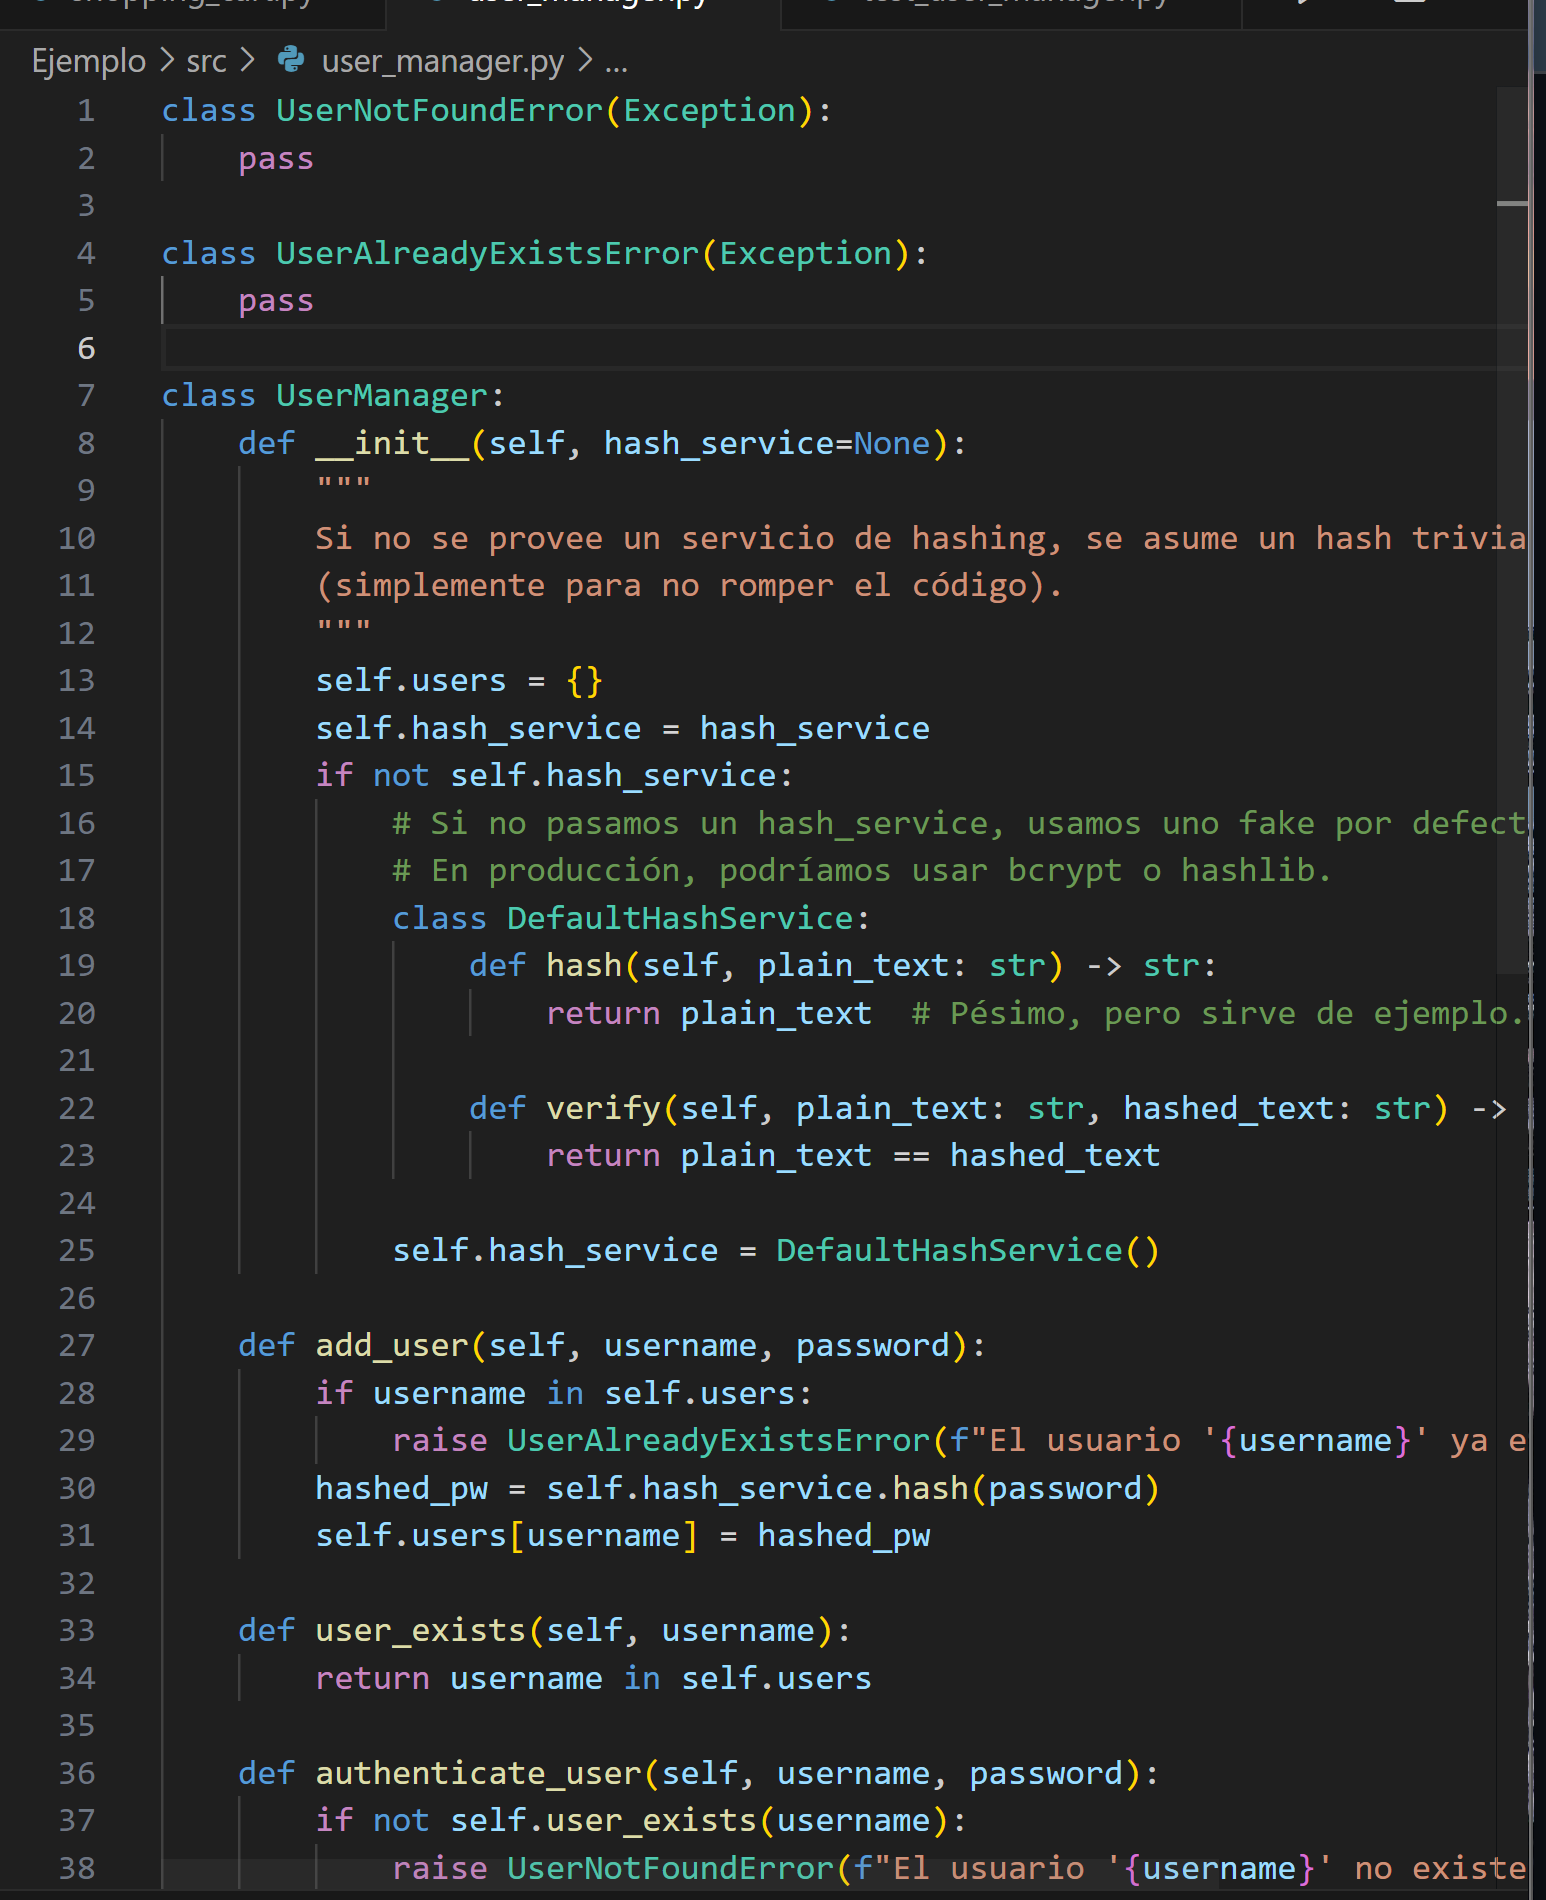 shopping_cart.py user_manager.py test_user_manager.py
Ejemplo > src > user_manager.py > ...
1 class UserNotFoundError(Exception):
2     pass
3
4 class UserAlreadyExistsError(Exception):
5     pass
6
7 class UserManager:
8     def __init__(self, hash_service=None):
9         """
10         Si no se provee un servicio de hashing, se asume un hash trivia
11         (simplemente para no romper el código).
12         """
13         self.users = {}
14         self.hash_service = hash_service
15         if not self.hash_service:
16             # Si no pasamos un hash_service, usamos uno fake por defect
17             # En producción, podríamos usar bcrypt o hashlib.
18             class DefaultHashService:
19                 def hash(self, plain_text: str) -> str:
20                     return plain_text  # Pésimo, pero sirve de ejemplo.
21
22                 def verify(self, plain_text: str, hashed_text: str) ->
23                     return plain_text == hashed_text
24
25             self.hash_service = DefaultHashService()
26
27     def add_user(self, username, password):
28         if username in self.users:
29             raise UserAlreadyExistsError(f"El usuario '{username}' ya e
30         hashed_pw = self.hash_service.hash(password)
31         self.users[username] = hashed_pw
32
33     def user_exists(self, username):
34         return username in self.users
35
36     def authenticate_user(self, username, password):
37         if not self.user_exists(username):
38             raise UserNotFoundError(f"El usuario '{username}' no existe